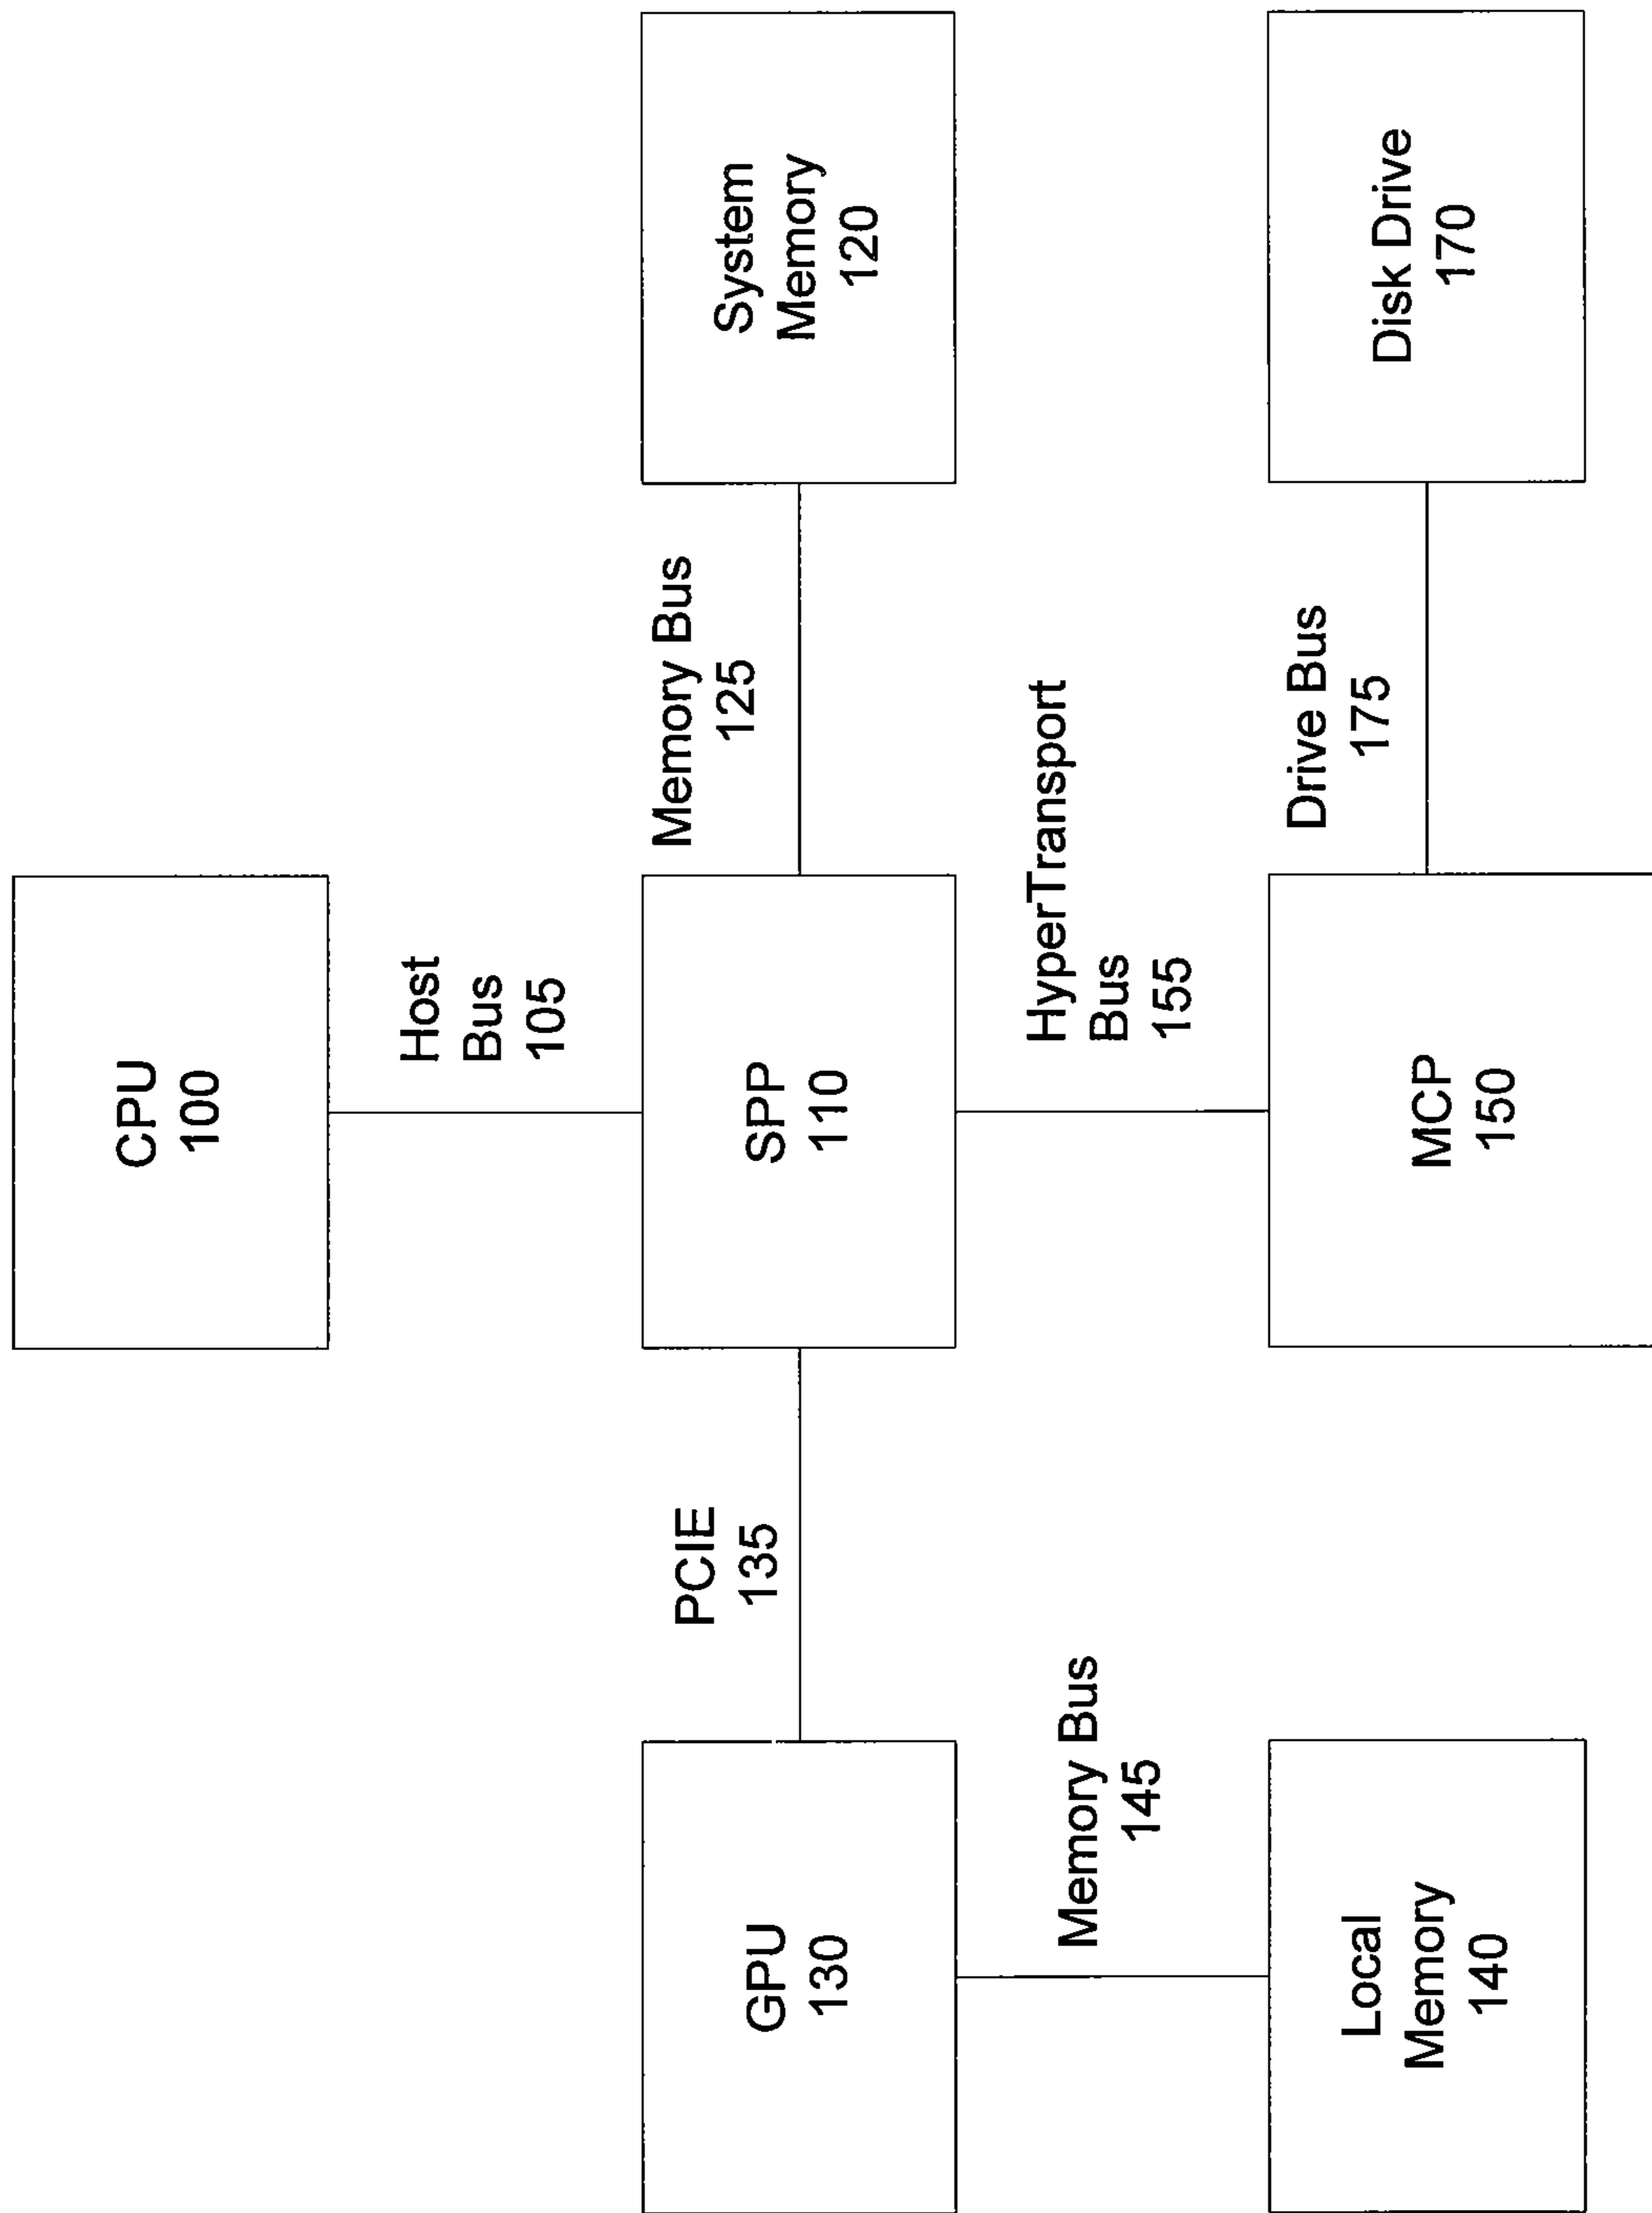 CPU
100
Host
Bus
105
GPU
130
PCIE
135
SPP
110
Memory Bus
125
System
Memory
120
Memory Bus
145
HyperTransport
Bus
155
Local
Memory
140
MCP
150
Drive Bus
175
Disk Drive
170